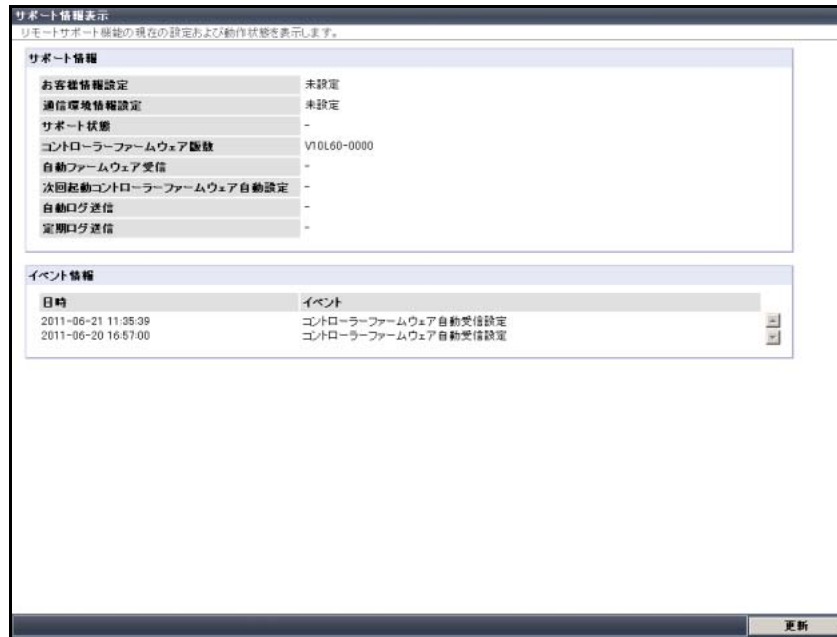 サポート情報表示
リモートサポート機能の現在の設定および動作状態を表示します。
サポート情報
お客様情報設定 未設定
通信環境情報設定 未設定
サポート状態 -
コントローラーファームウェア版数 V10L60-0000
自動ファームウェア受信 -
次回起動コントローラーファームウェア自動設定 -
自動ログ送信 -
定期ログ送信 -
イベント情報
日時 イベント
2011-06-21 11:35:39 コントローラーファームウェア自動受信設定
2011-06-20 16:57:00 コントローラーファームウェア自動受信設定
更新